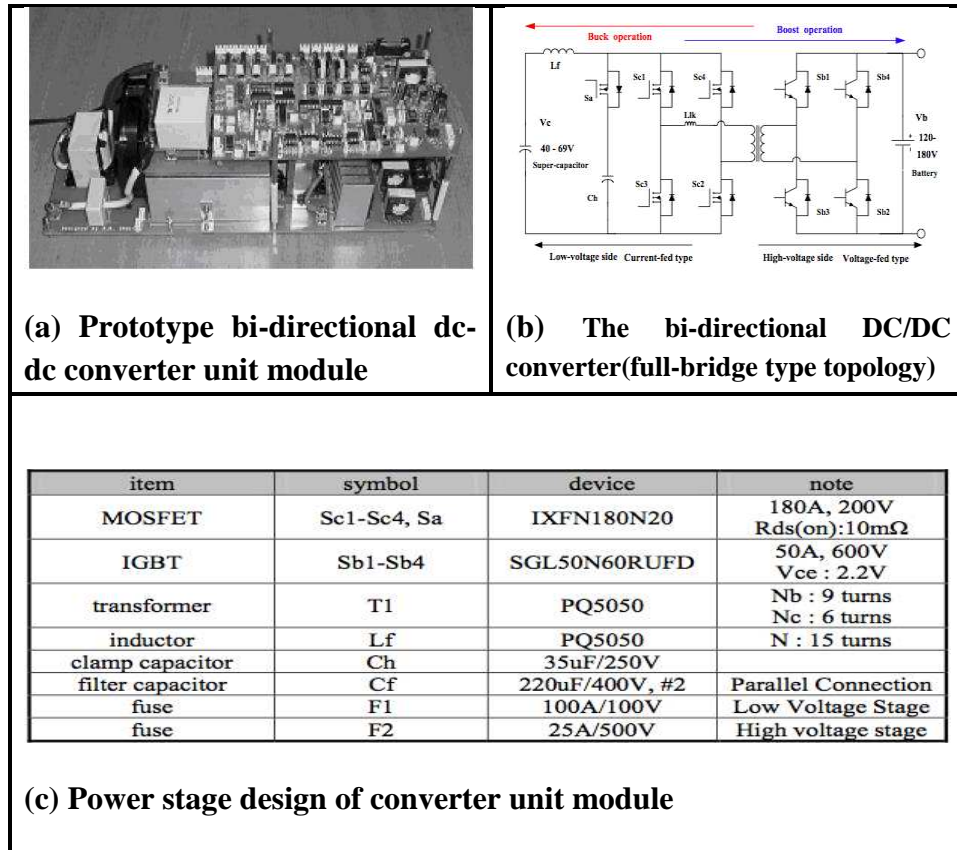 Buck operation
Boost operation
Lf
Sa
Sc1
Sc4
Sb1
Sb4
Llk
Vc
40 - 69V
Super-capacitor
Vb
120-
180V
Battery
Ch
Sc3
Sc2
Sb3
Sb2
Low-voltage side Current-fed type
High-voltage side Voltage-fed type
(a) Prototype bi-directional dc-
dc converter unit module
(b) The bi-directional DC/DC
converter(full-bridge type topology)
item symbol device note
MOSFET Sc1-Sc4, Sa IXFN180N20 180A, 200V
Rds(on):10mΩ
IGBT Sb1-Sb4 SGL50N60RUFD 50A, 600V
Vce : 2.2V
transformer T1 PQ5050 Nb : 9 turns
Nc : 6 turns
inductor Lf PQ5050 N : 15 turns
clamp capacitor Ch 35uF/250V
filter capacitor Cf 220uF/400V, #2 Parallel Connection
fuse F1 100A/100V Low Voltage Stage
fuse F2 25A/500V High voltage stage
(c) Power stage design of converter unit module